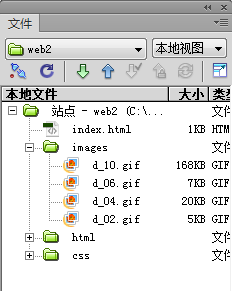 文件
web2 本地视图
本地文件 大小 类
站点 - web2 (C:\... 文件
index.html 1KB HTM
images 文件
d_10.gif 168KB GIF
d_06.gif 7KB GIF
d_04.gif 20KB GIF
d_02.gif 5KB GIF
html 文件
css 文件